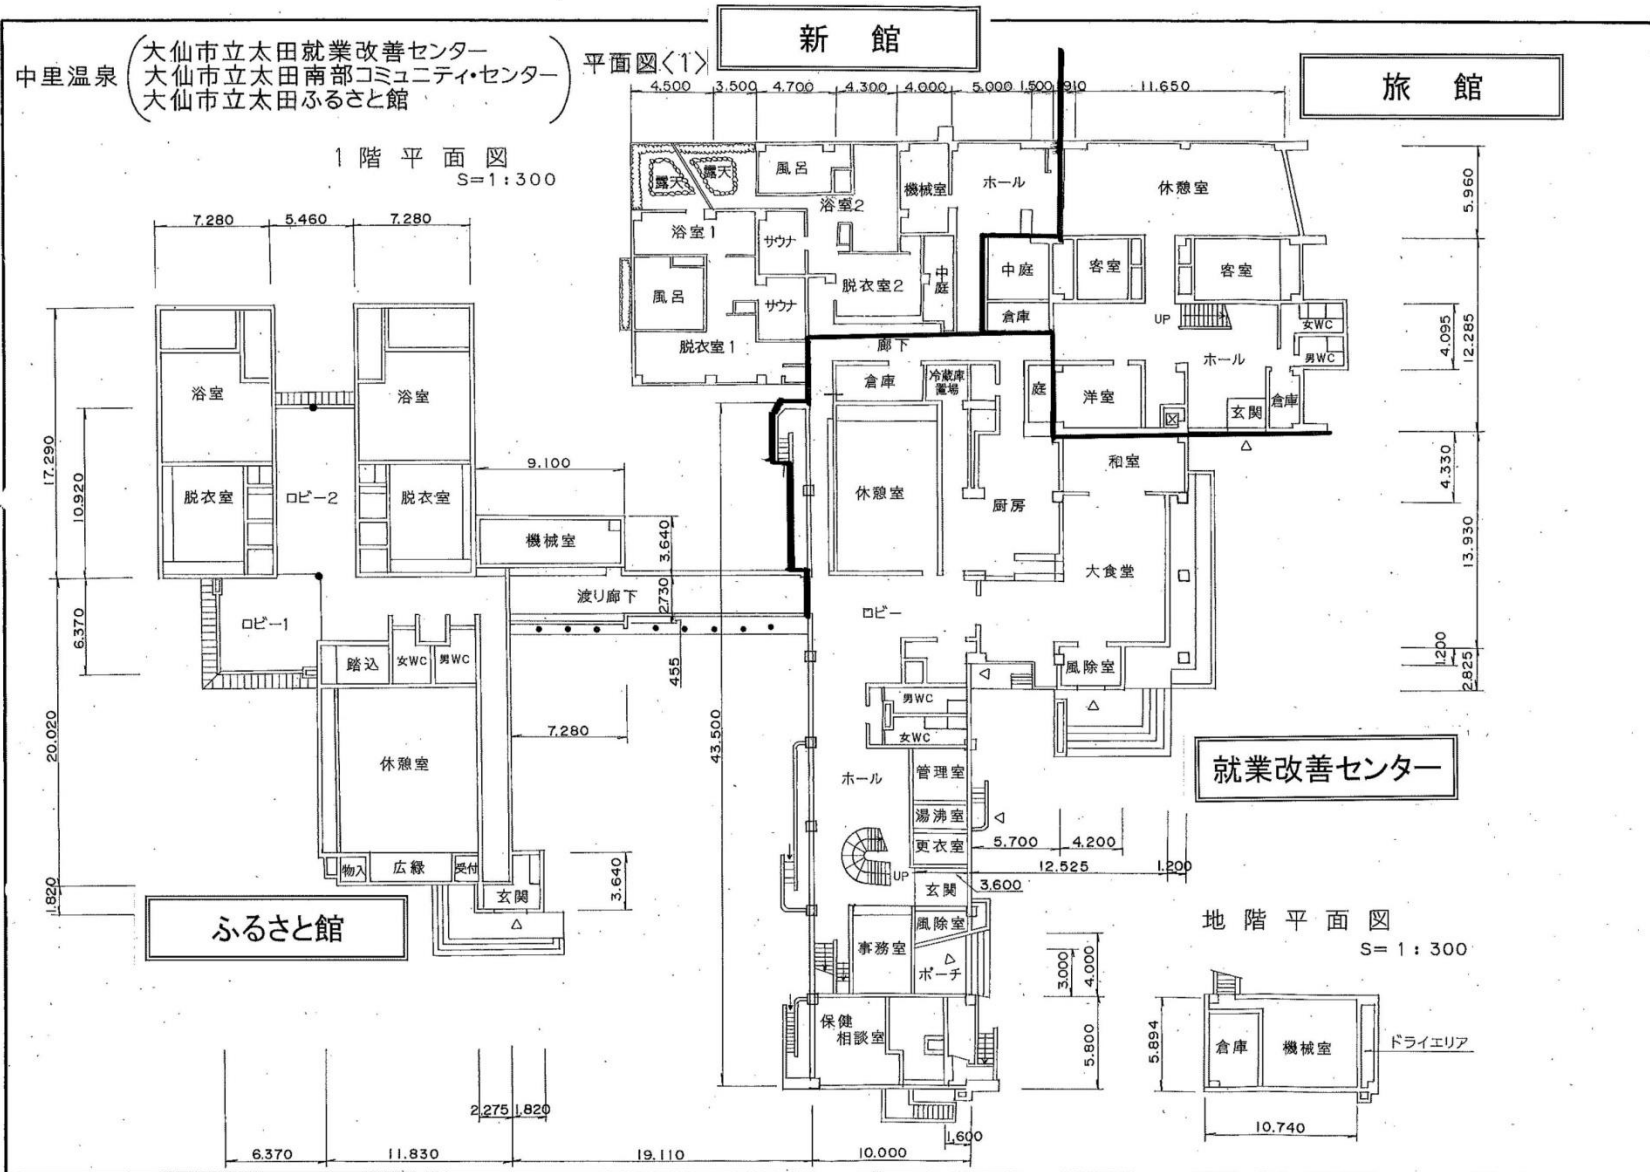 新 館
旅 館
中里温泉
大仙市立太田就業改善センター
大仙市立太田南部コミュニティ・センター
大仙市立太田ふるさと館
平面図〈1〉
1 階 平 面 図
S=1:300
4.500 3.500 4.700 4.300 4.000 5.000 1.500 910 11.650
7.280 5.460 7.280
露天
露天
風呂
浴室2
機械室
ホール
休憩室
5.960
浴室1
サウナ
中庭
中庭
客室
客室
風呂
サウナ
脱衣室2
倉庫
UP
女WC
男WC
ホール
4.095
12.285
脱衣室1
廊下
倉庫
冷蔵庫
置場
庭
洋室
玄関
倉庫
浴室
浴室
17.290
10.920
脱衣室
ロビー2
脱衣室
9.100
機械室
3.640
休憩室
厨房
和室
4.330
13.930
大食堂
渡り廊下
2.730
ロビー1
6.370
ロビー
踏込
女WC
男WC
455
風除室
1.200
2.825
男WC
女WC
7.280
43.500
20.020
休憩室
ホール
管理室
湯沸室
更衣室
就業改善センター
5.700 4.200
12.525 1.200
物入
広縁
受付
玄関
3.640
1.820
UP
玄関
3.600
ふるさと館
風除室
事務室
ポーチ
3.000
4.000
地 階 平 面 図
S= 1 : 300
保健
相談室
5.800
5.894
倉庫
機械室
ドライエリア
10.740
2.275 1.820
1.600
6.370 11.830 19.110 10.000